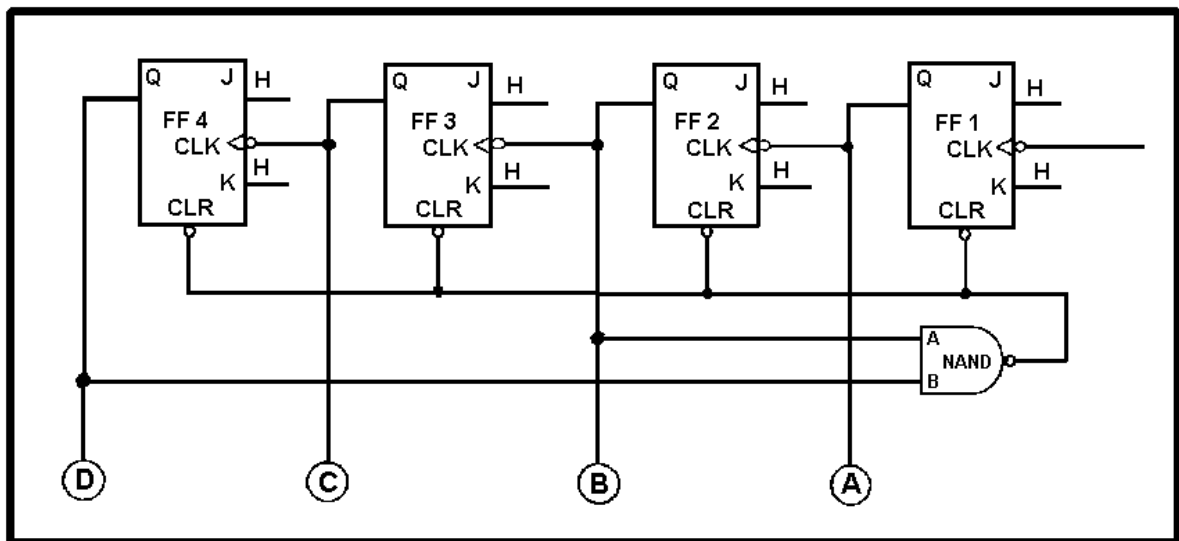 Q J H
FF 4
CLK
H
K
CLR
Q J H
FF 3
CLK
H
K
CLR
Q J H
FF 2
CLK
H
K
CLR
Q J H
FF 1
CLK
H
K
CLR
A
NAND
B
D C B A